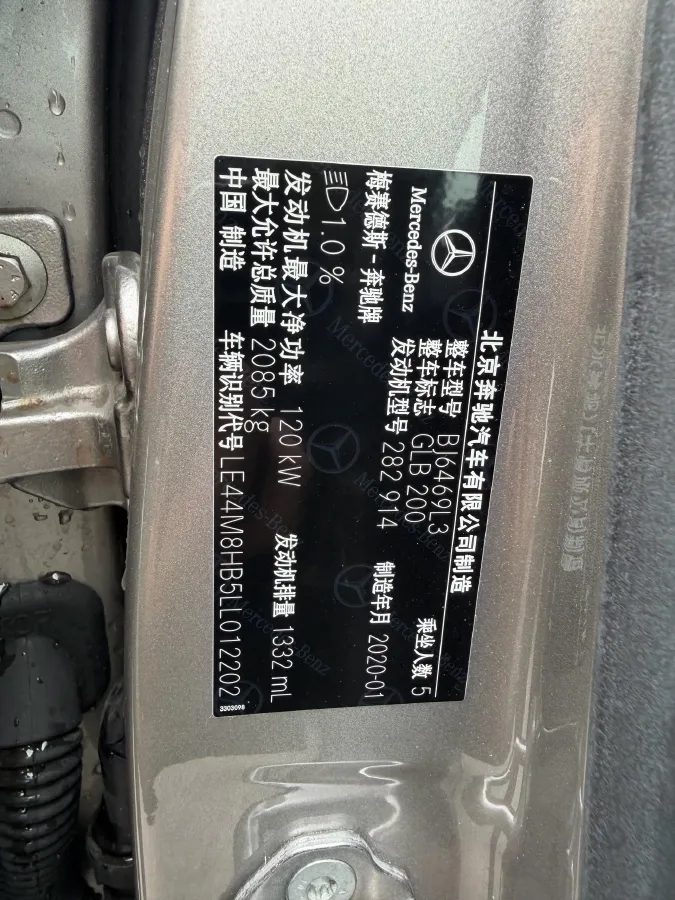 北京奔驰汽车有限公司制造
Mercedes-Benz
整车型号 BJ6469L3 乘坐人数 5
整车标志 GLB 200
梅赛德斯-奔驰牌 发动机型号 282 914 制造年月 2020-01
1.0 %
发动机最大净功率 120 kW 发动机排量 1332 mL
最大允许总质量 2085 kg
中国 制造 车辆识别代号 LE44M8HB5LL012202
3303098